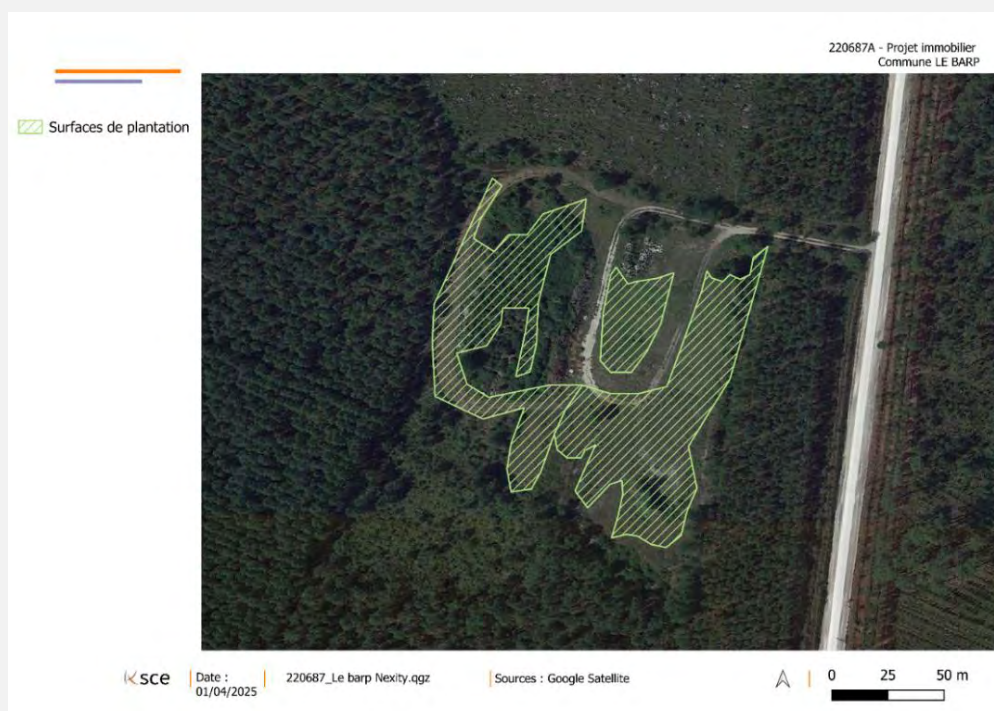 220687A - Projet immobilier
Commune LE BARP
Surfaces de plantation
sce
Date :
01/04/2025
220687_Le barp Nexity.qgz
Sources : Google Satellite
0 25 50 m